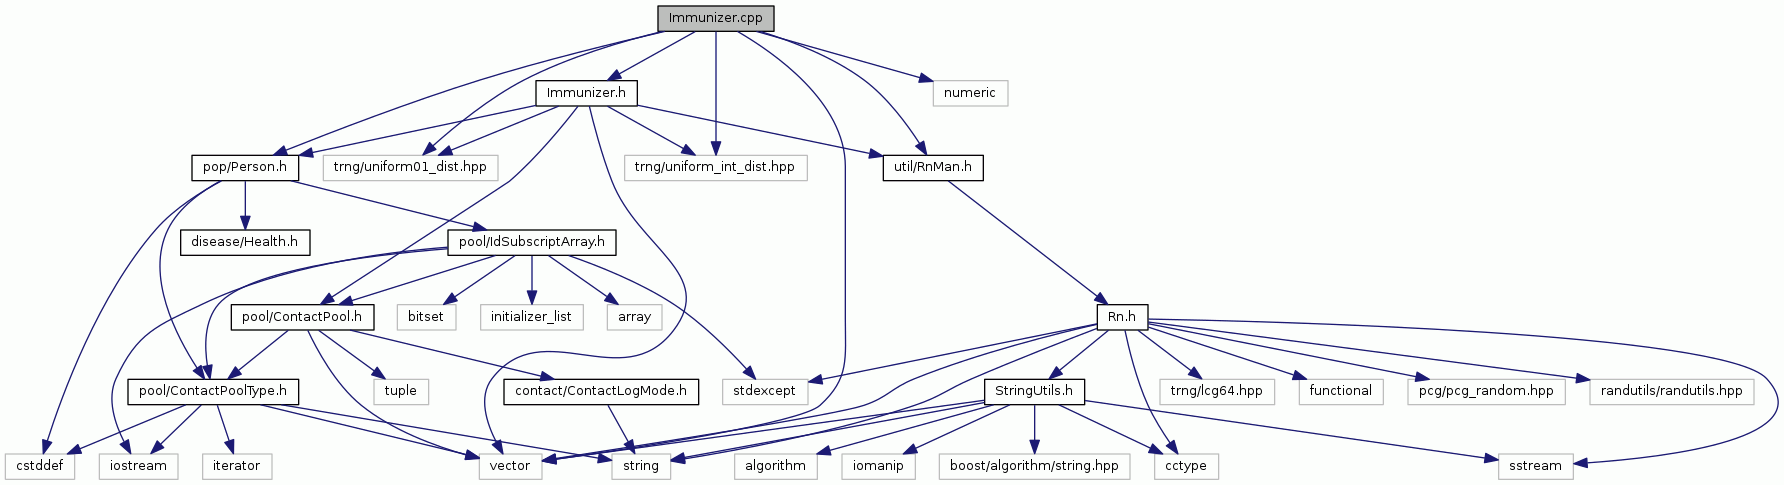 Immunizer.cpp
Immunizer.h
numeric
pop/Person.h
trng/uniform01_dist.hpp
trng/uniform_int_dist.hpp
util/RnMan.h
disease/Health.h
pool/IdSubscriptArray.h
pool/ContactPool.h
bitset
initializer_list
array
Rn.h
pool/ContactPoolType.h
tuple
contact/ContactLogMode.h
stdexcept
StringUtils.h
trng/lcg64.hpp
functional
pcg/pcg_random.hpp
randutils/randutils.hpp
cstddef
iostream
iterator
vector
string
algorithm
iomanip
boost/algorithm/string.hpp
cctype
sstream